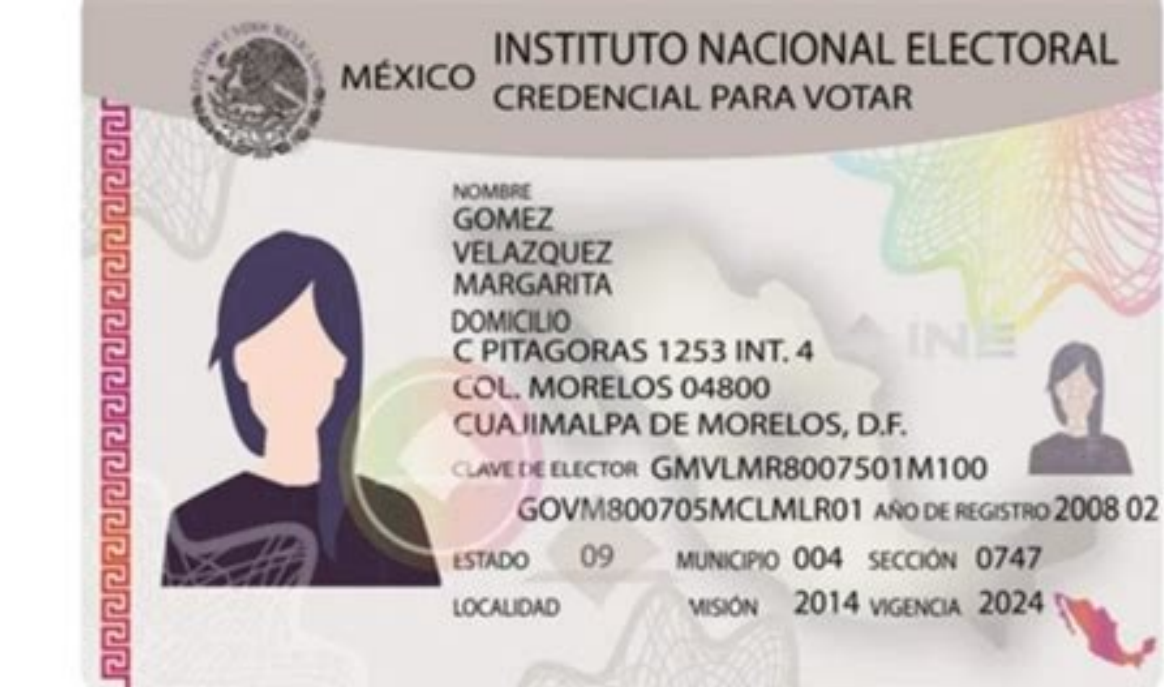 MÉXICO
INSTITUTO NACIONAL ELECTORAL
CREDENCIAL PARA VOTAR
NOMBRE
GOMEZ
VELAZQUEZ
MARGARITA
DOMICILIO
C PITAGORAS 1253 INT. 4
COL. MORELOS 04800
CUAJIMALPA DE MORELOS, D.F.
INE
CLAVE DE ELECTOR GMVLMR8007501M100
GOVM800705MCLMLR01 AÑO DE REGISTRO 2008 02
ESTADO 09 MUNICIPIO 004 SECCIÓN 0747
LOCALIDAD MISIÓN 2014 VIGENCIA 2024